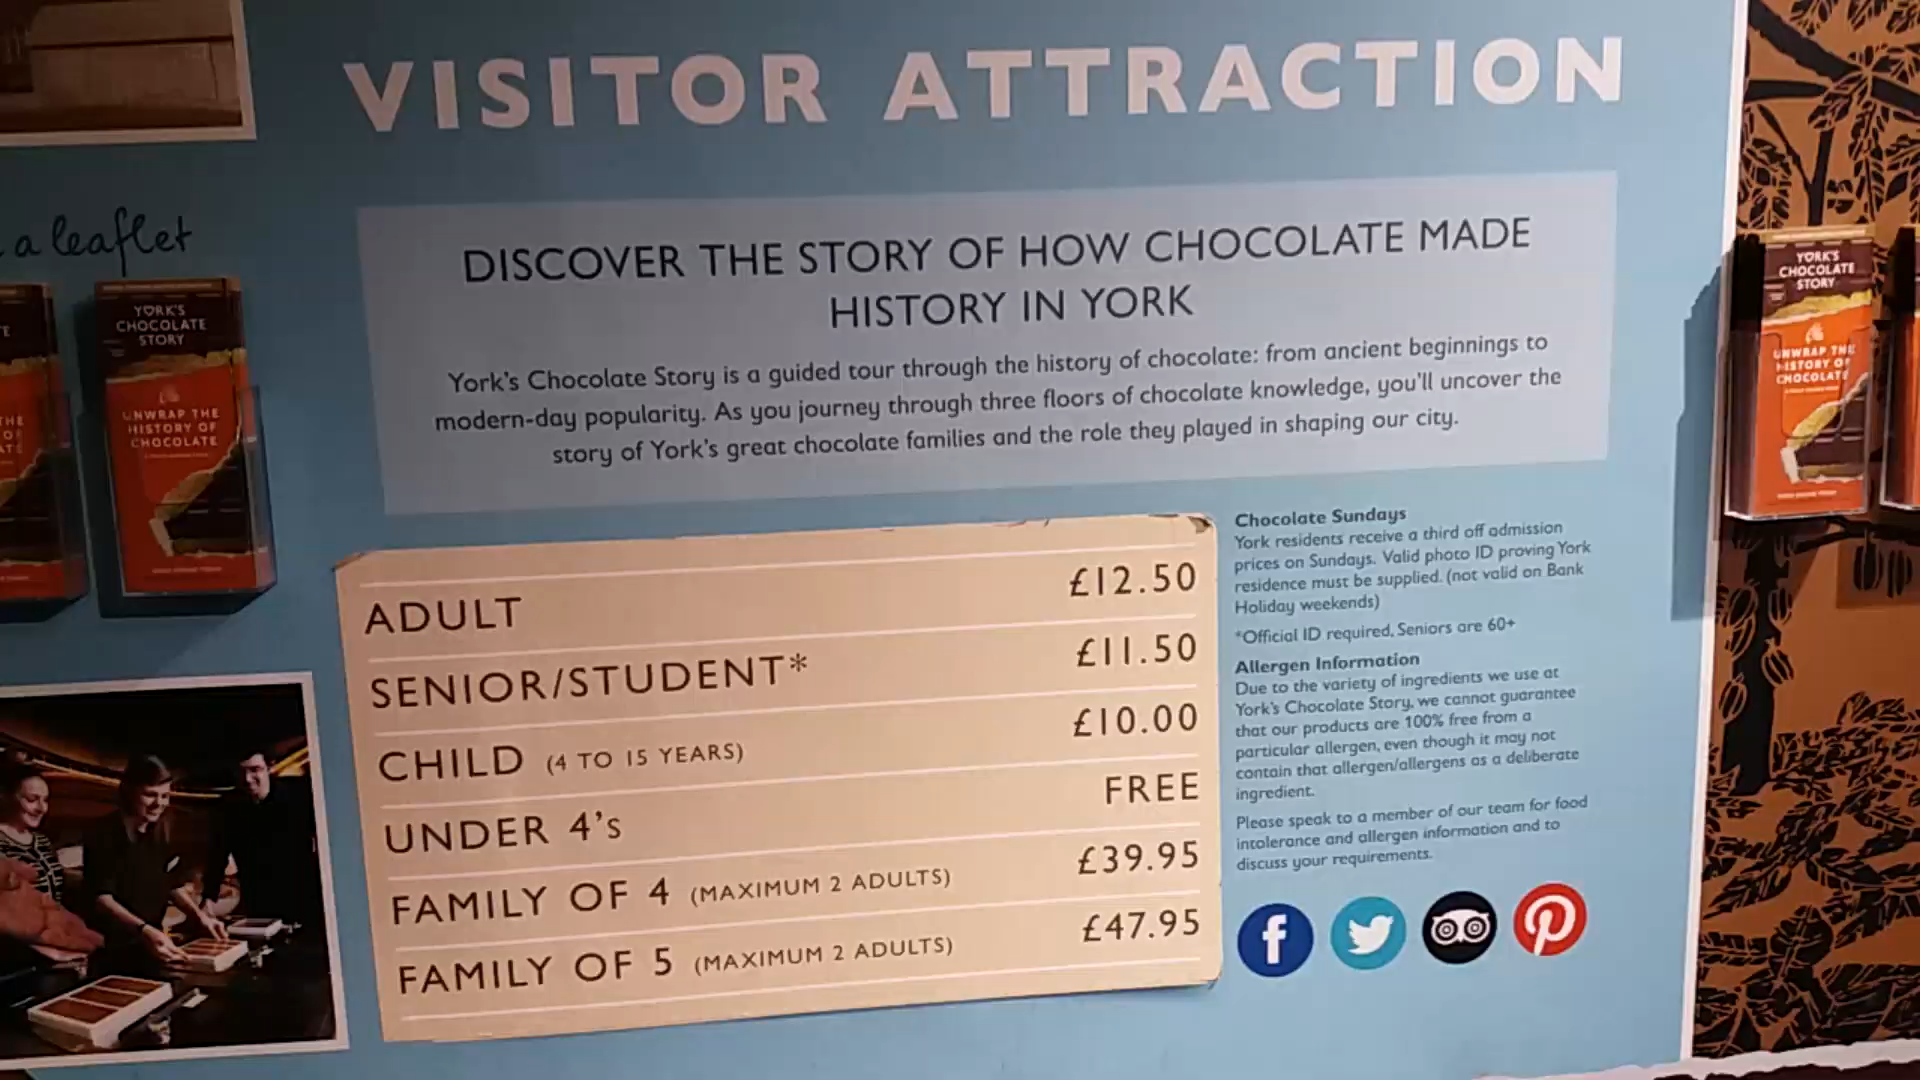 VISITOR ATTRACTION
a leaflet
DISCOVER THE STORY OF HOW CHOCOLATE MADE
HISTORY IN YORK
York's Chocolate Story is a guided tour through the history of chocolate: from ancient beginnings to
modern-day popularity. As you journey through three floors of chocolate knowledge, you'll uncover the
story of York's great chocolate families and the role they played in shaping our city.
YORK'S
CHOCOLATE
STORY
UNWRAP THE
HISTORY OF
CHOCOLATE
ADULT £12.50
SENIOR/STUDENT* £11.50
CHILD (4 TO 15 YEARS) £10.00
UNDER 4's FREE
FAMILY OF 4 (MAXIMUM 2 ADULTS) £39.95
FAMILY OF 5 (MAXIMUM 2 ADULTS) £47.95
Chocolate Sundays
York residents receive a third off admission
prices on Sundays. Valid photo ID proving York
residence must be supplied. (not valid on Bank
Holiday weekends)
*Official ID required, Seniors are 60+
Allergen Information
Due to the variety of ingredients we use at
York's Chocolate Story, we cannot guarantee
that our products are 100% free from a
particular allergen, even though it may not
contain that allergen/allergens as a deliberate
ingredient.
Please speak to a member of our team for food
intolerance and allergen information and to
discuss your requirements.
YORK'S
CHOCOLATE
STORY
UNWRAP THE
HISTORY OF
CHOCOLATE